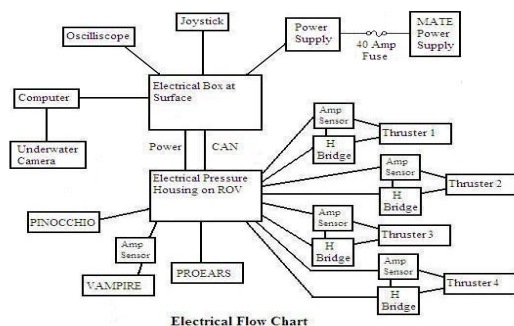 Joystick
Oscilliscope
Power
Supply
40 Amp
Fuse
MATE
Power
Supply
Electrical Box at
Surface
Computer
Underwater
Camera
Power
CAN
Electrical Pressure
Housing on ROV
Amp
Sensor
H
Bridge
Thruster 1
Amp
Sensor
H
Bridge
Thruster 2
Amp
Sensor
H
Bridge
Thruster 3
Amp
Sensor
H
Bridge
Thruster 4
PINOCCHIO
Amp
Sensor
VAMPIRE
PROEARS
Electrical Flow Chart